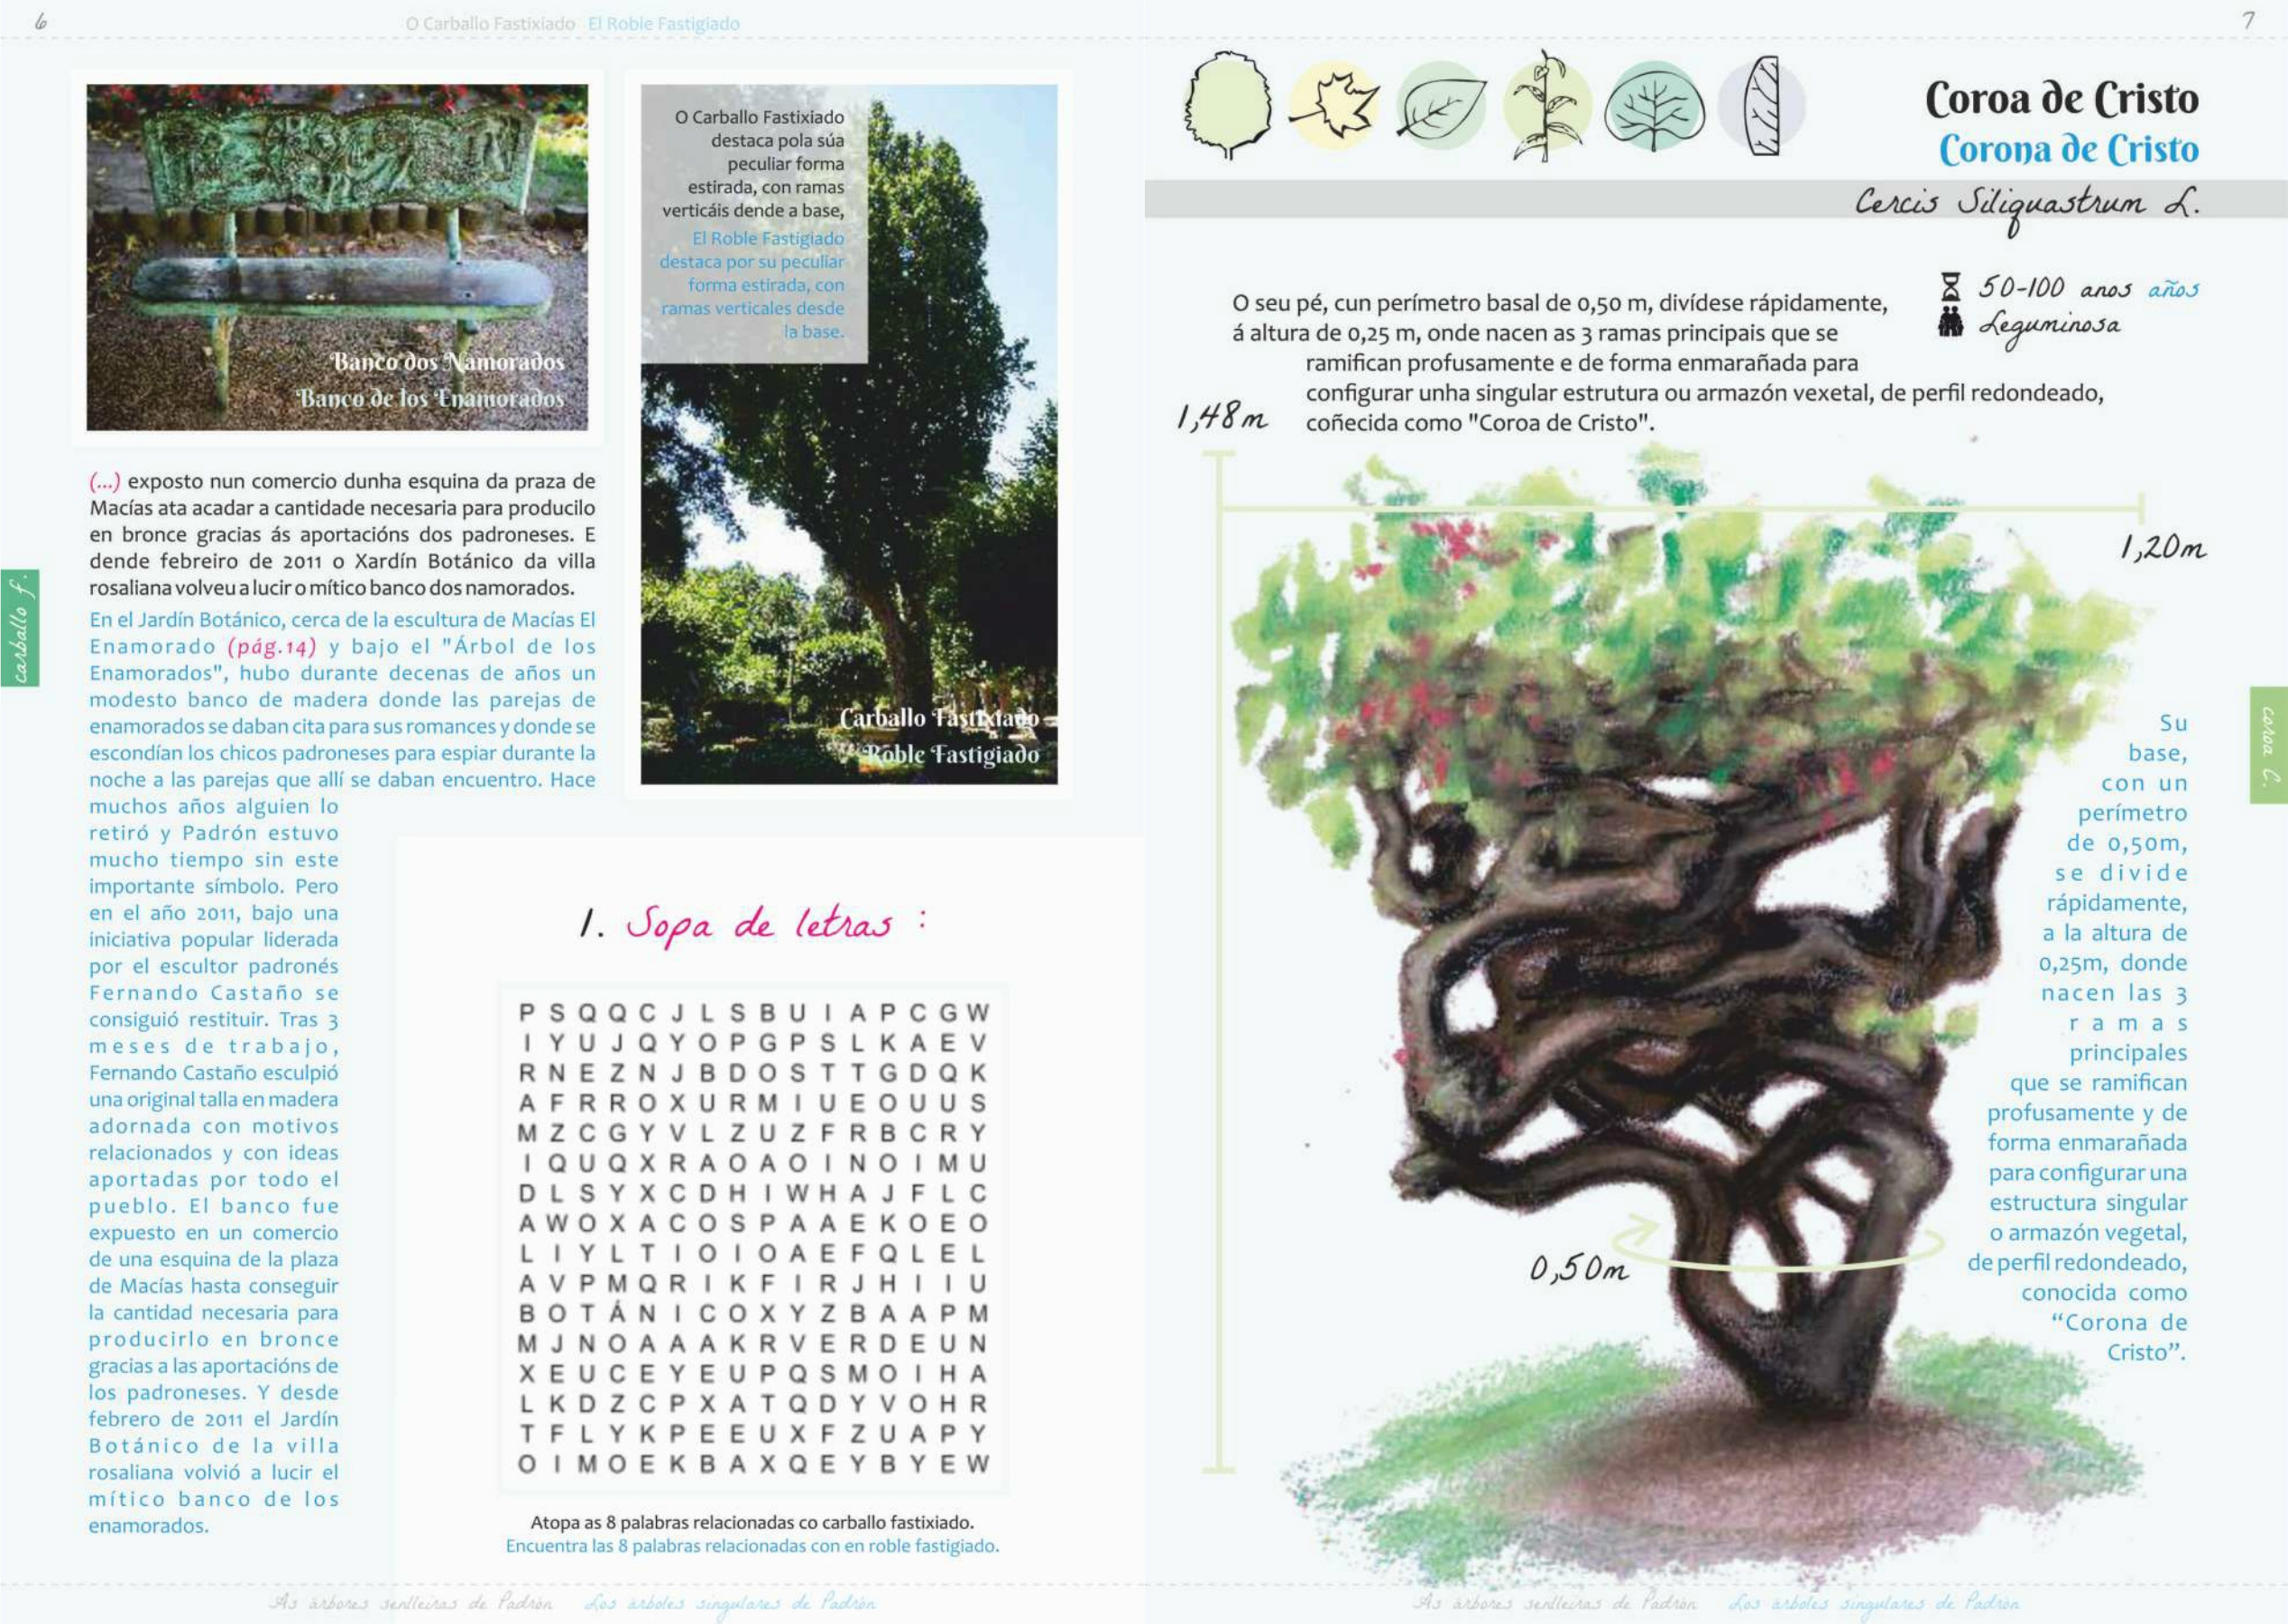 6
O Carballo Fastixiado El Roble Fastigiado
Banco dos Namorados
Banco de los Enamorados
O Carballo Fastixiado
destaca pola súa
peculiar forma
estirada, con ramas
verticáis dende a base,
El Roble Fastigiado
destaca por su peculiar
forma estirada, con
ramas verticales desde
la base.
Carballo Fastixiado
Roble Fastigiado
(...) exposto nun comercio dunha esquina da praza de
Macías ata acadar a cantidade necesaria para producilo
en bronce gracias ás aportacións dos padroneses. E
dende febreiro de 2011 o Xardín Botánico da villa
rosaliana volveu a lucir o mítico banco dos namorados.
En el Jardín Botánico, cerca de la escultura de Macías El
Enamorado (pág.14) y bajo el "Árbol de los
Enamorados", hubo durante decenas de años un
modesto banco de madera donde las parejas de
enamorados se daban cita para sus romances y donde se
escondían los chicos padroneses para espiar durante la
noche a las parejas que allí se daban encuentro. Hace
muchos años alguien lo
retiró y Padrón estuvo
mucho tiempo sin este
importante símbolo. Pero
en el año 2011, bajo una
iniciativa popular liderada
por el escultor padronés
Fernando Castaño se
consiguió restituir. Tras 3
meses de trabajo,
Fernando Castaño esculpió
una original talla en madera
adornada con motivos
relacionados y con ideas
aportadas por todo el
pueblo. El banco fue
expuesto en un comercio
de una esquina de la plaza
de Macías hasta conseguir
la cantidad necesaria para
producirlo en bronce
gracias a las aportacións de
los padroneses. Y desde
febrero de 2011 el Jardín
Botánico de la villa
rosaliana volvió a lucir el
mítico banco de los
enamorados.
carballo f.
1. Sopa de letras :
P S Q Q C J L S B U I A P C G W
I Y U J Q Y O P G P S L K A E V
R N E Z N J B D O S T T G D Q K
A F R R O X U R M I U E O U U S
M Z C G Y V L Z U Z F R B C R Y
I Q U Q X R A O A O I N O I M U
D L S Y X C D H I W H A J F L C
A W O X A C O S P A A E K O E O
L I Y L T I O I O A E F Q L E L
A V P M Q R I K F I R J H I I U
B O T Á N I C O X Y Z B A A P M
M J N O A A A K R V E R D E U N
X E U C E Y E U P Q S M O I H A
L K D Z C P X A T Q D Y V O H R
T F L Y K P E E U X F Z U A P Y
O I M O E K B A X Q E Y B Y E W
Atopa as 8 palabras relacionadas co carballo fastixiado.
Encuentra las 8 palabras relacionadas con en roble fastigiado.
As árbores senlleiras de Padrón Los árboles singulares de Padrón
7
Coroa de Cristo
Corona de Cristo
Cercis Siliquastrum L.
50-100 anos años
Leguminosa
O seu pé, cun perímetro basal de 0,50 m, divídese rápidamente,
á altura de 0,25 m, onde nacen as 3 ramas principais que se
ramifican profusamente e de forma enmarañada para
configurar unha singular estrutura ou armazón vexetal, de perfil redondeado,
coñecida como "Coroa de Cristo".
1,48m
1,20m
0,50m
Su
base,
con un
perímetro
de 0,50m,
se divide
rápidamente,
a la altura de
0,25m, donde
nacen las 3
ramas
principales
que se ramifican
profusamente y de
forma enmarañada
para configurar una
estructura singular
o armazón vegetal,
de perfil redondeado,
conocida como
“Corona de
Cristo”.
coroa C.
As árbores senlleiras de Padrón Los árboles singulares de Padrón